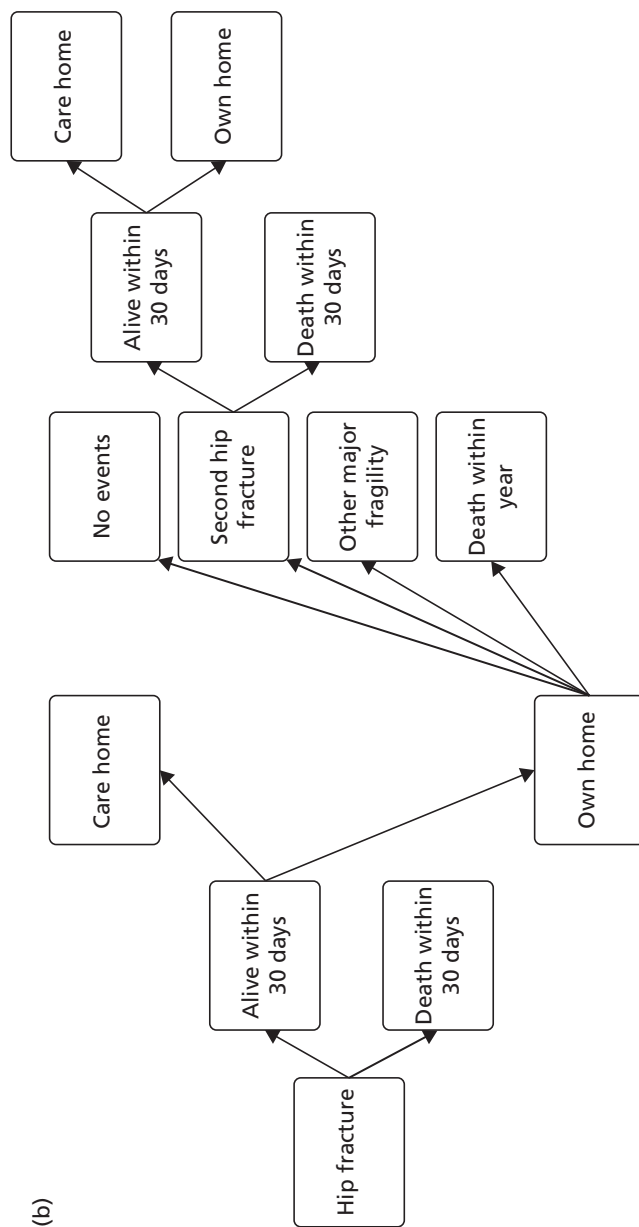 (b)
Hip fracture
Alive within
30 days
Death within
30 days
Care home
Own home
No events
Second hip
fracture
Other major
fragility
Death within
year
Alive within
30 days
Death within
30 days
Care home
Own home